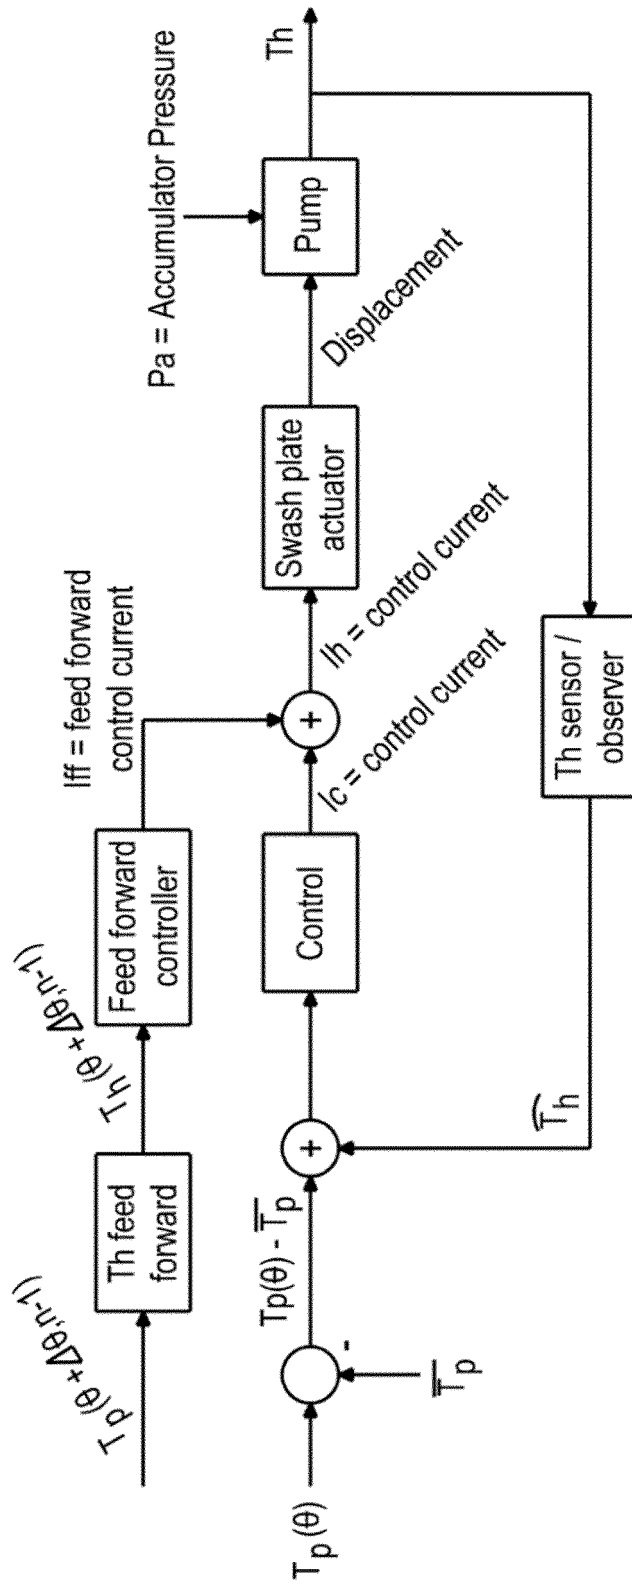 Tp(θ + Δθ,n-1)
Th feed
forward
Th(θ + Δθ,n-1)
Feed forward
controller
Iff = feed forward
control current
Pa = Accumulator Pressure
Tp(θ)
-
T̿p
Tp(θ) - T̿p
+
Control
Ic = control current
+
Ih = control current
Swash plate
actuator
Displacement
Pump
Th
T̂h
Th sensor /
observer